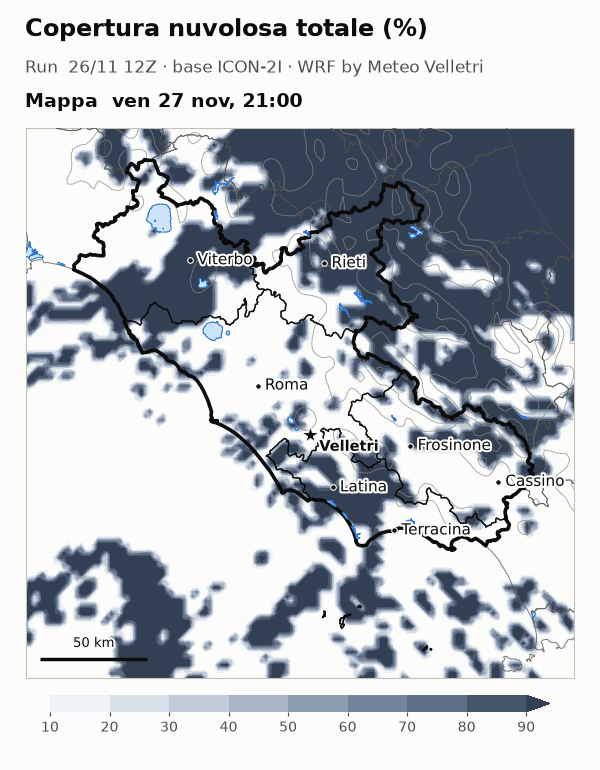 Copertura nuvolosa totale (%)
Run  26/11 12Z · base ICON-2I · WRF by Meteo Velletri
Mappa  ven 27 nov, 21:00
Viterbo
Rieti
Roma
Velletri
Frosinone
Cassino
Latina
Terracina
50 km
10 20 30 40 50 60 70 80 90